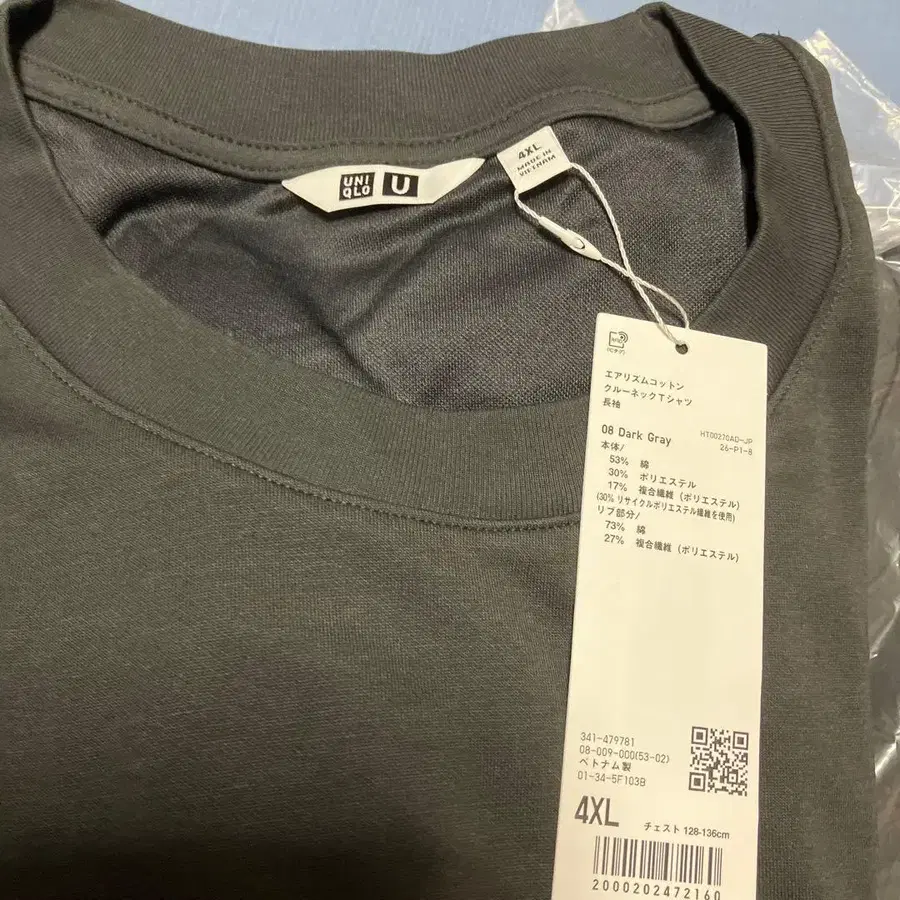 UNI
QLO
U
4XL
MADE IN
VIETNAM
エアリズムコットン
クルーネックTシャツ
長袖
08 Dark Gray
HT00270AD-JP
26-P1-8
本体/
53% 綿
30% ポリエステル
17% 複合繊維 (ポリエステル)
(30% リサイクルポリエステル繊維を使用)
リブ部分/
73% 綿
27% 複合繊維 (ポリエステル)
341-479781
08-009-000(53-02)
ベトナム製
01-34-5F103B
4XL
チェスト 128-136cm
2000202472160